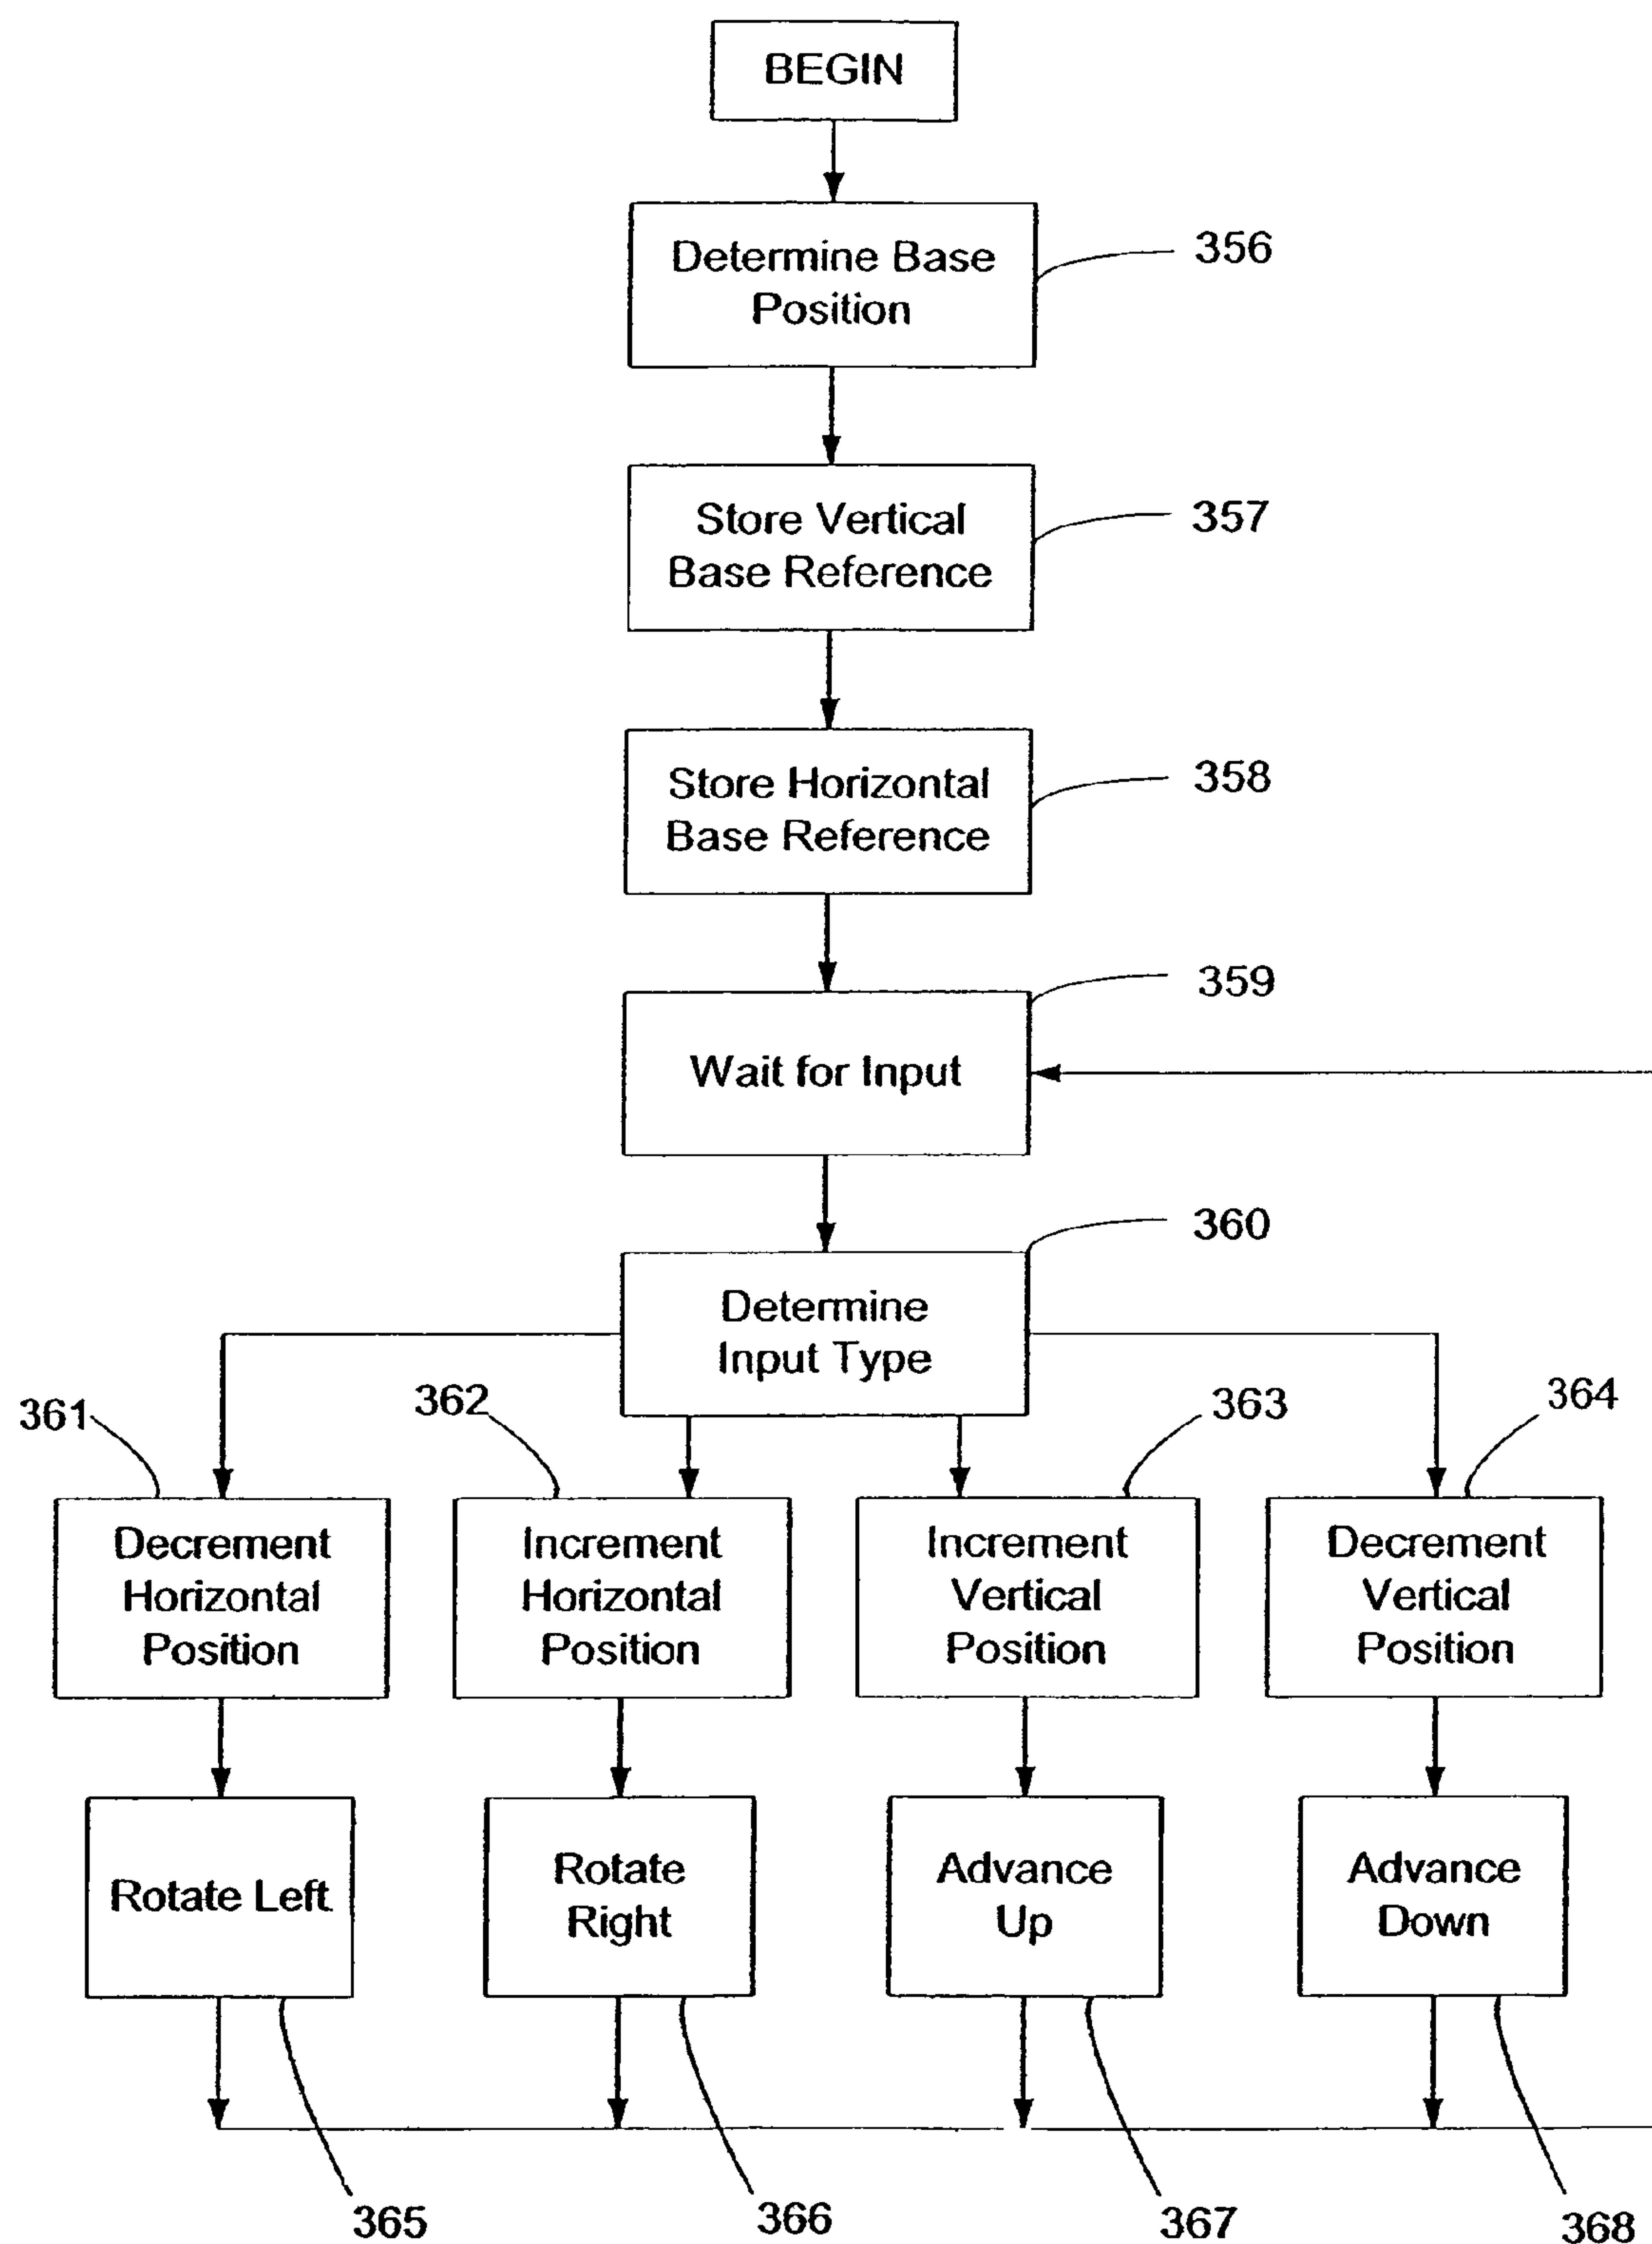 BEGIN
Determine Base
Position
356
Store Vertical
Base Reference
357
Store Horizontal
Base Reference
358
359
Wait for Input
360
Determine
Input Type
361
362
363
364
Decrement
Horizontal
Position
Increment
Horizontal
Position
Increment
Vertical
Position
Decrement
Vertical
Position
Rotate Left
Rotate
Right
Advance
Up
Advance
Down
365
366
367
368